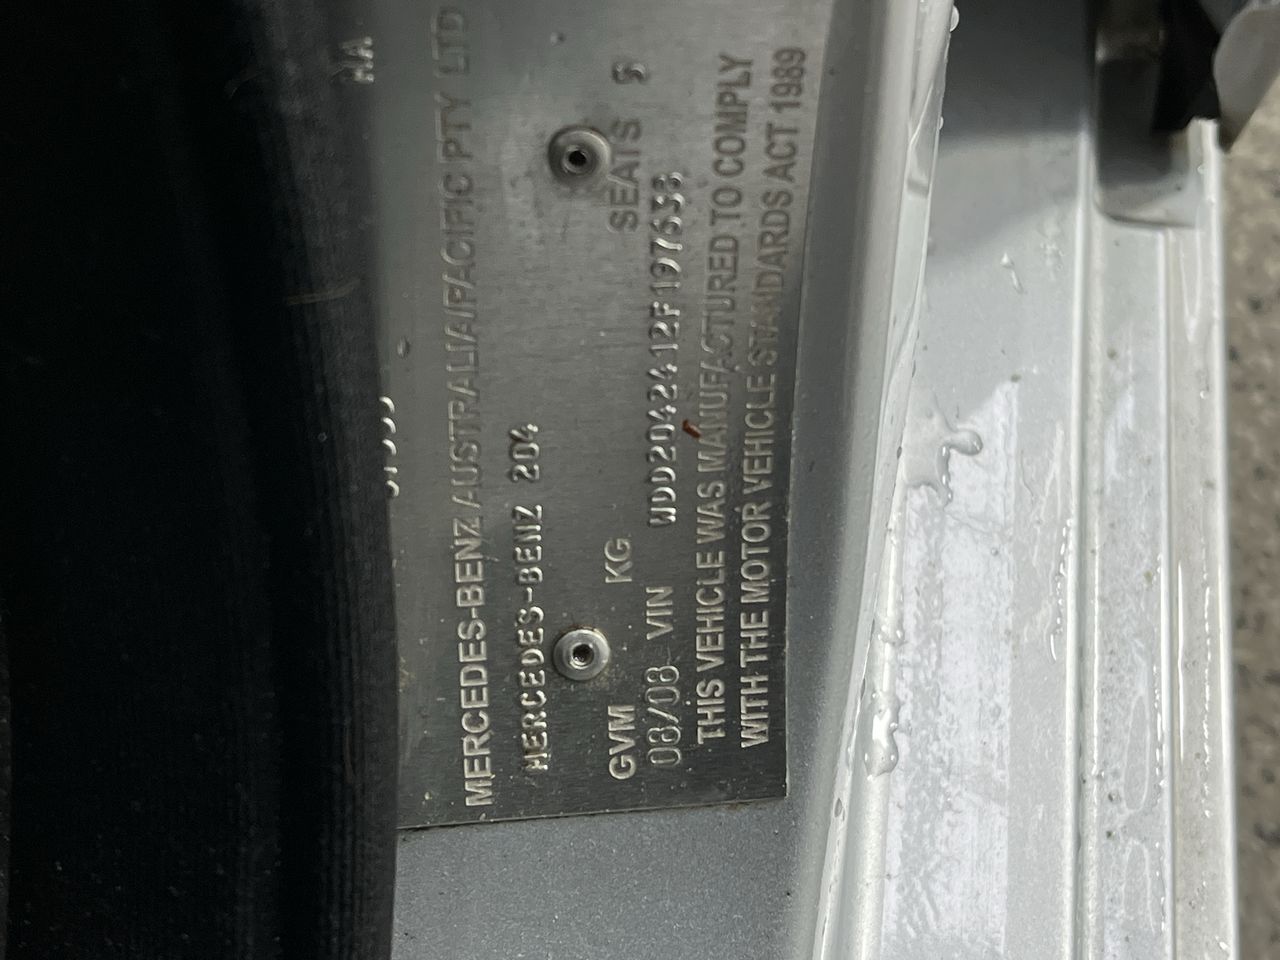 MERCEDES-BENZ AUSTRALIA/PACIFIC PTY LTD
MERCEDES-BENZ 204
GVM KG SEATS 5
08/08 VIN WDD2042412F197638
THIS VEHICLE WAS MANUFACTURED TO COMPLY
WITH THE MOTOR VEHICLE STANDARDS ACT 1989